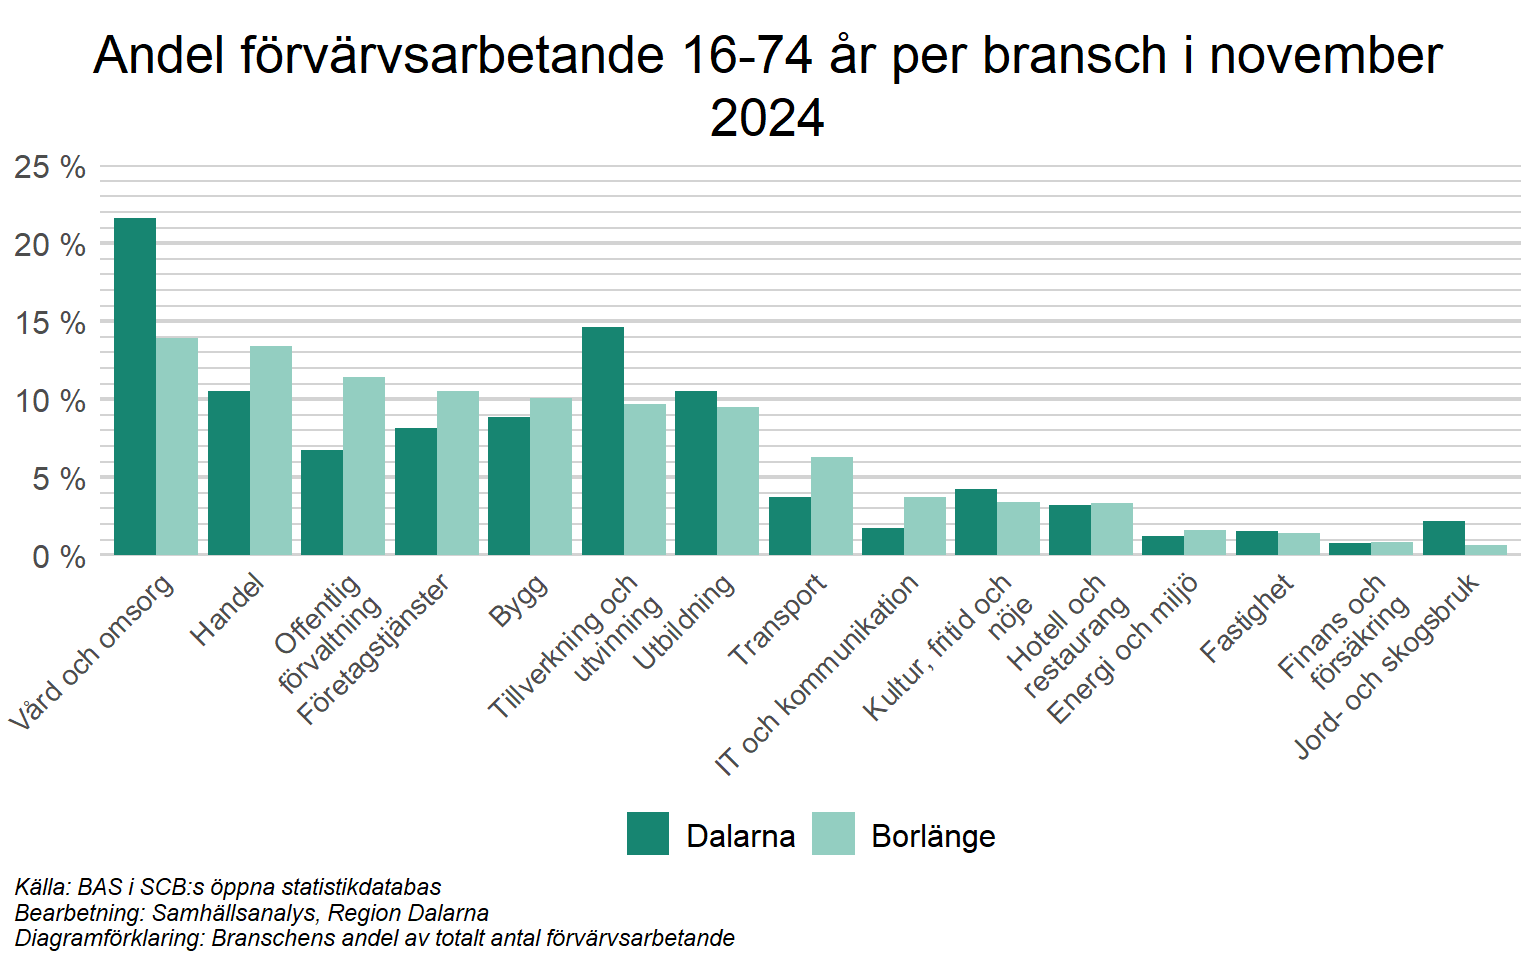 Andel förvärvsarbetande 16-74 år per bransch i november
2024
25 %
20 %
15 %
10 %
5 %
0 %
Vård och omsorg
Handel
Offentlig
förvaltning
Företagstjänster
Bygg
Tillverkning och
utvinning
Utbildning
Transport
IT och kommunikation
Kultur, fritid och
nöje
Hotell och
restaurang
Energi och miljö
Fastighet
Finans och
försäkring
Jord- och skogsbruk
Dalarna
Borlänge
Källa: BAS i SCB:s öppna statistikdatabas
Bearbetning: Samhällsanalys, Region Dalarna
Diagramförklaring: Branschens andel av totalt antal förvärvsarbetande